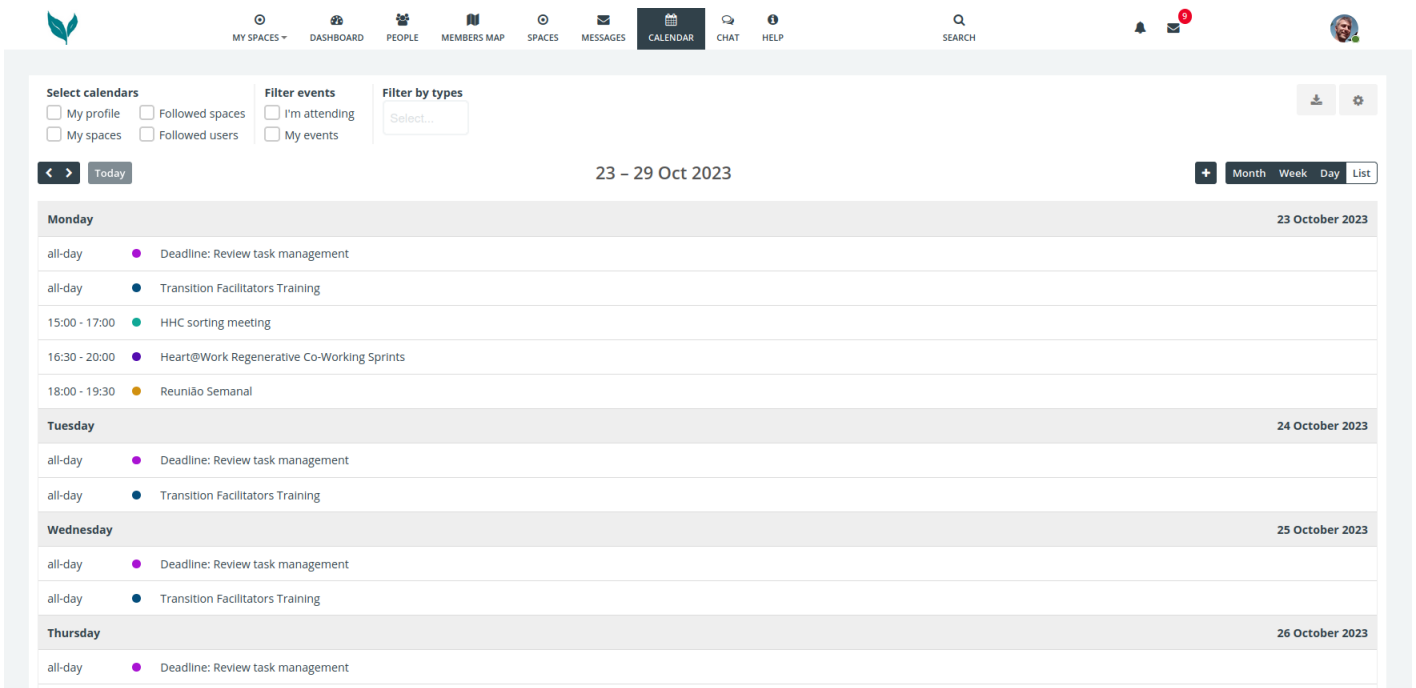 MY SPACES DASHBOARD PEOPLE MEMBERS MAP SPACES MESSAGES CALENDAR CHAT HELP SEARCH 9
Select calendars Filter events Filter by types
My profile Followed spaces I'm attending Select...
My spaces Followed users My events
Today 23 – 29 Oct 2023 + Month Week Day List
Monday 23 October 2023
all-day Deadline: Review task management
all-day Transition Facilitators Training
15:00 - 17:00 HHC sorting meeting
16:30 - 20:00 Heart@Work Regenerative Co-Working Sprints
18:00 - 19:30 Reunião Semanal
Tuesday 24 October 2023
all-day Deadline: Review task management
all-day Transition Facilitators Training
Wednesday 25 October 2023
all-day Deadline: Review task management
all-day Transition Facilitators Training
Thursday 26 October 2023
all-day Deadline: Review task management